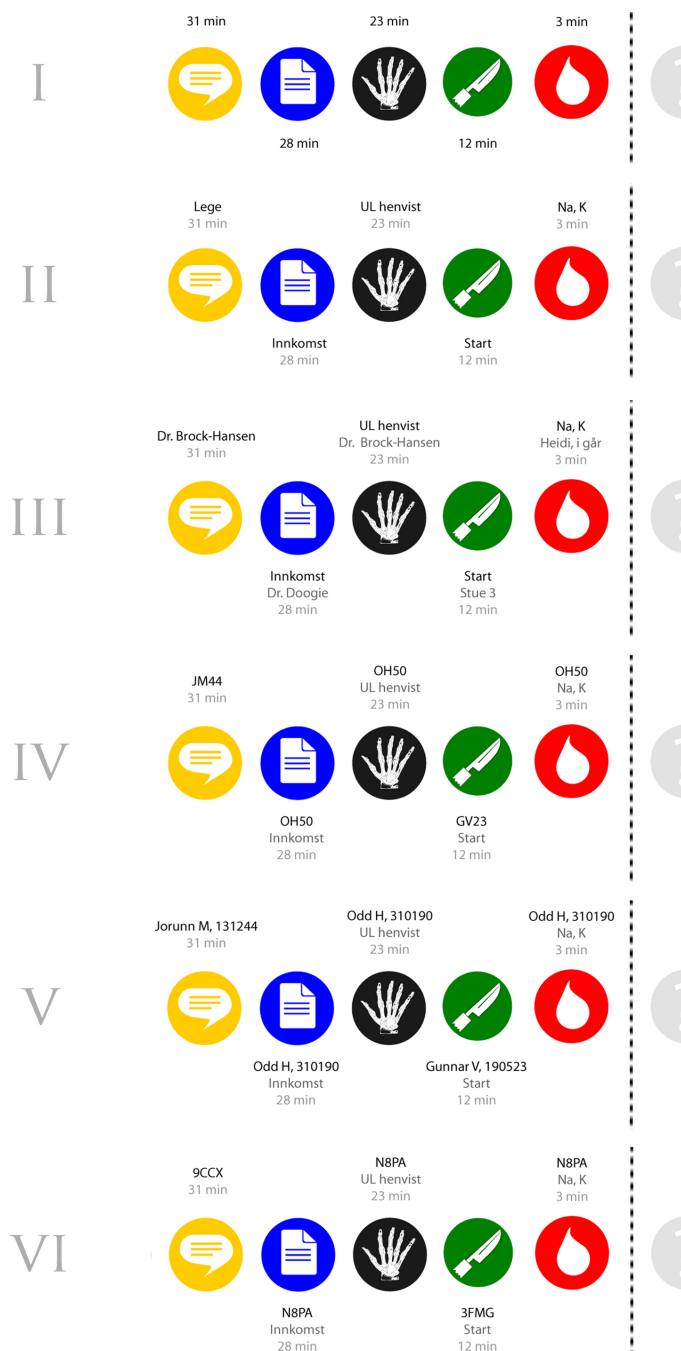 31 min
23 min
3 min
I
28 min
12 min
Lege
31 min
UL henvist
23 min
Na, K
3 min
II
Innkomst
28 min
Start
12 min
Dr. Brock-Hansen
31 min
UL henvist
Dr. Brock-Hansen
23 min
Na, K
Heidi, i går
3 min
III
Innkomst
Dr. Doogie
28 min
Start
Stue 3
12 min
JM44
31 min
OH50
UL henvist
23 min
OH50
Na, K
3 min
IV
OH50
Innkomst
28 min
GV23
Start
12 min
Jorunn M, 131244
31 min
Odd H, 310190
UL henvist
23 min
Odd H, 310190
Na, K
3 min
V
Odd H, 310190
Innkomst
28 min
Gunnar V, 190523
Start
12 min
9CCX
31 min
N8PA
UL henvist
23 min
N8PA
Na, K
3 min
VI
N8PA
Innkomst
28 min
3FMG
Start
12 min